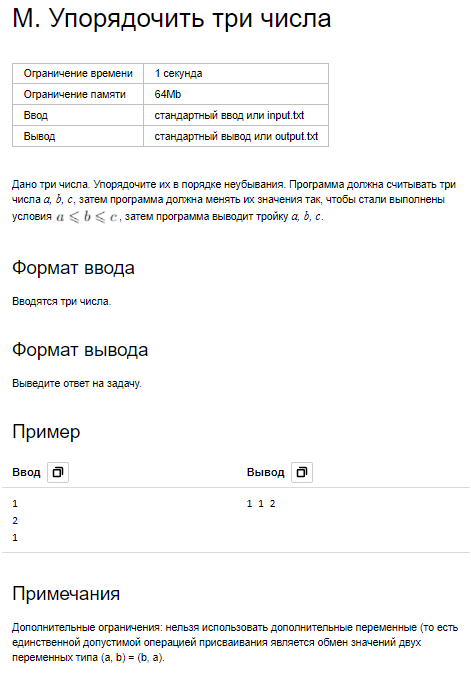 M. Упорядочить три числа
Ограничение времени 1 секунда
Ограничение памяти 64Mb
Ввод стандартный ввод или input.txt
Вывод стандартный вывод или output.txt
Дано три числа. Упорядочите их в порядке неубывания. Программа должна считывать три
числа a, b, c, затем программа должна менять их значения так, чтобы стали выполнены
условия a ⩽ b ⩽ c, затем программа выводит тройку a, b, c.
Формат ввода
Вводятся три числа.
Формат вывода
Выведите ответ на задачу.
Пример
Ввод Вывод
1 1 1 2
2
1
Примечания
Дополнительные ограничения: нельзя использовать дополнительные переменные (то есть
единственной допустимой операцией присваивания является обмен значений двух
переменных типа (a, b) = (b, a).